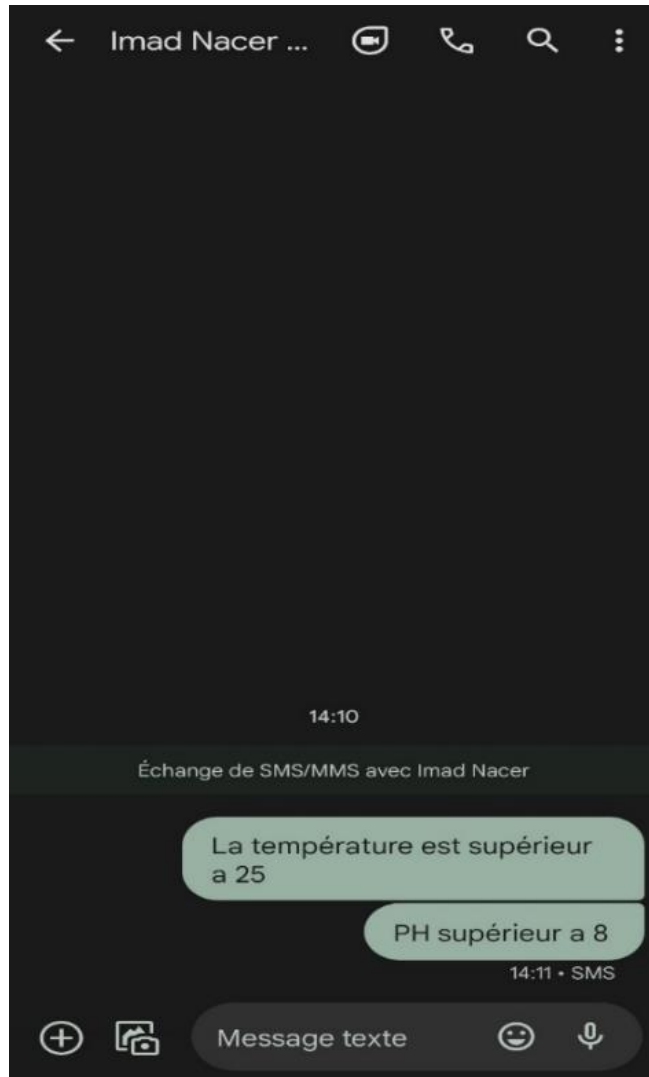 Imad Nacer ...
14:10
Échange de SMS/MMS avec Imad Nacer
La température est supérieur
a 25
PH supérieur a 8
14:11 • SMS
Message texte